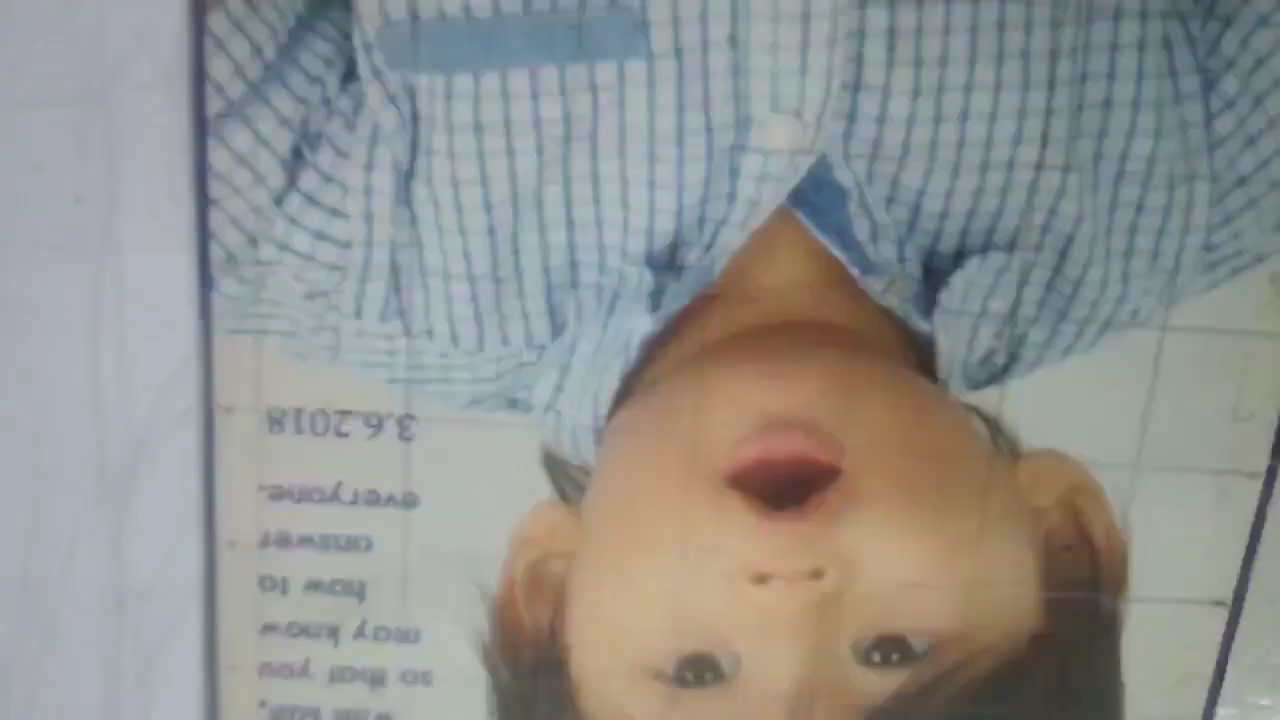 so that you
may know
how to
answer
everyone.
3.6.2018